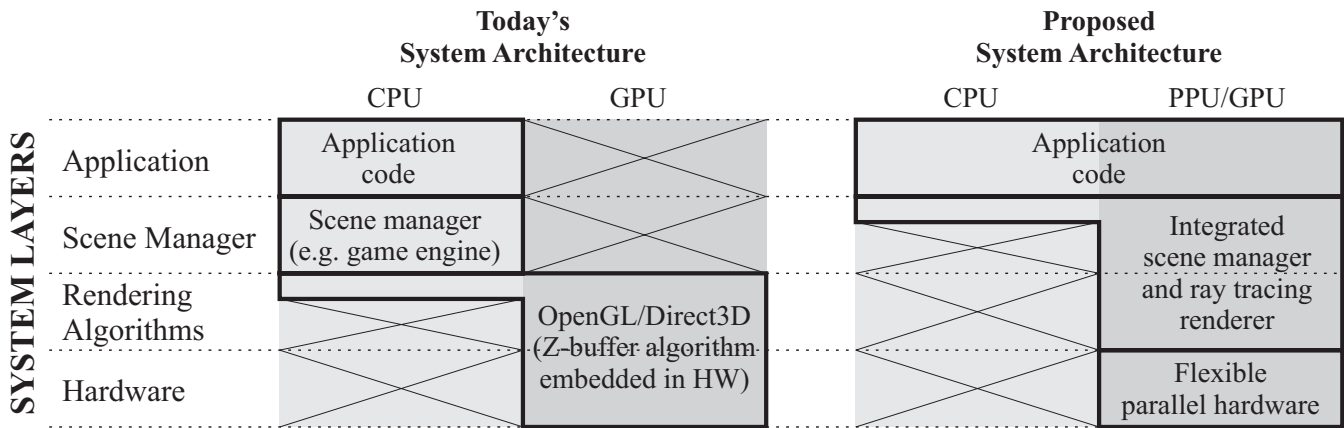 Today's
System Architecture
Proposed
System Architecture
CPU
GPU
CPU
PPU/GPU
SYSTEM LAYERS
Application
Application
code
Application
code
Scene Manager
Scene manager
(e.g. game engine)
Integrated
scene manager
and ray tracing
renderer
Rendering
Algorithms
OpenGL/Direct3D
(Z-buffer algorithm
embedded in HW)
Hardware
Flexible
parallel hardware